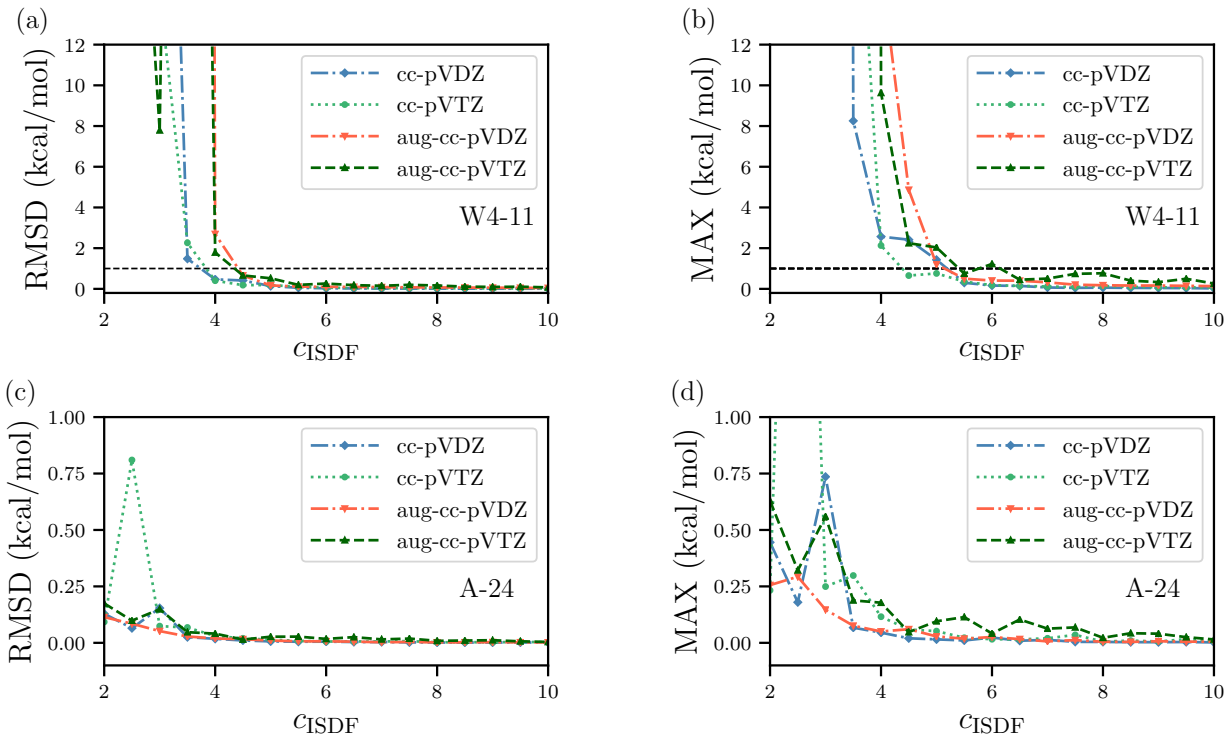 (a)
RMSD (kcal/mol)
12
10
8
6
4
2
0
cc-pVDZ
cc-pVTZ
aug-cc-pVDZ
aug-cc-pVTZ
W4-11
2 4 6 8 10
cISDF
(b)
MAX (kcal/mol)
12
10
8
6
4
2
0
cc-pVDZ
cc-pVTZ
aug-cc-pVDZ
aug-cc-pVTZ
W4-11
2 4 6 8 10
cISDF
(c)
RMSD (kcal/mol)
1.00
0.75
0.50
0.25
0.00
cc-pVDZ
cc-pVTZ
aug-cc-pVDZ
aug-cc-pVTZ
A-24
2 4 6 8 10
cISDF
(d)
MAX (kcal/mol)
1.00
0.75
0.50
0.25
0.00
cc-pVDZ
cc-pVTZ
aug-cc-pVDZ
aug-cc-pVTZ
A-24
2 4 6 8 10
cISDF